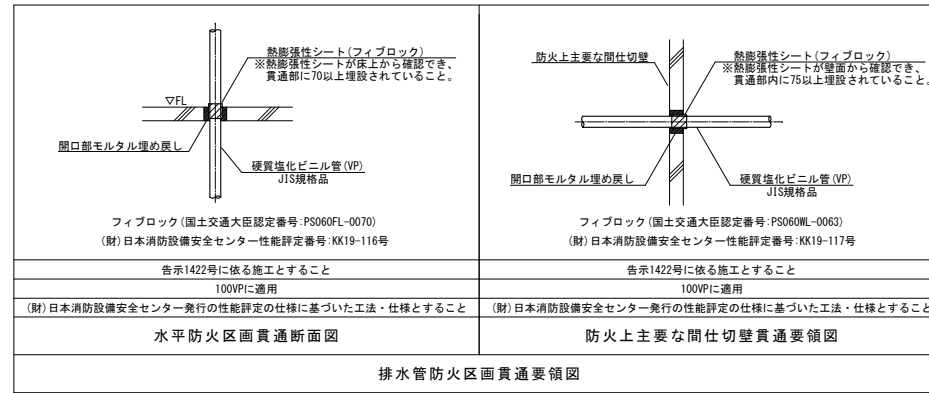 熱膨張性シート(フィブロック)
※熱膨張性シートが床上から確認でき、
貫通部に70以上埋設されていること。
▽FL
開口部モルタル埋め戻し
硬質塩化ビニル管(VP)
JIS規格品
フィブロック(国土交通大臣認定番号:PS060FL-0070)
(財)日本消防設備安全センター性能評定番号:KK19-116号
告示1422号に依る施工とすること
100VPに適用
(財)日本消防設備安全センター発行の性能評定の仕様に基づいた工法・仕様とすること
水平防火区画貫通断面図
防火上主要な間仕切壁
熱膨張性シート(フィブロック)
※熱膨張性シートが壁面から確認でき、
貫通部内に75以上埋設されていること。
開口部モルタル埋め戻し
硬質塩化ビニル管(VP)
JIS規格品
フィブロック(国土交通大臣認定番号:PS060WL-0063)
(財)日本消防設備安全センター性能評定番号:KK19-117号
告示1422号に依る施工とすること
100VPに適用
(財)日本消防設備安全センター発行の性能評定の仕様に基づいた工法・仕様とすること
防火上主要な間仕切壁貫通要領図
排水管防火区画貫通要領図